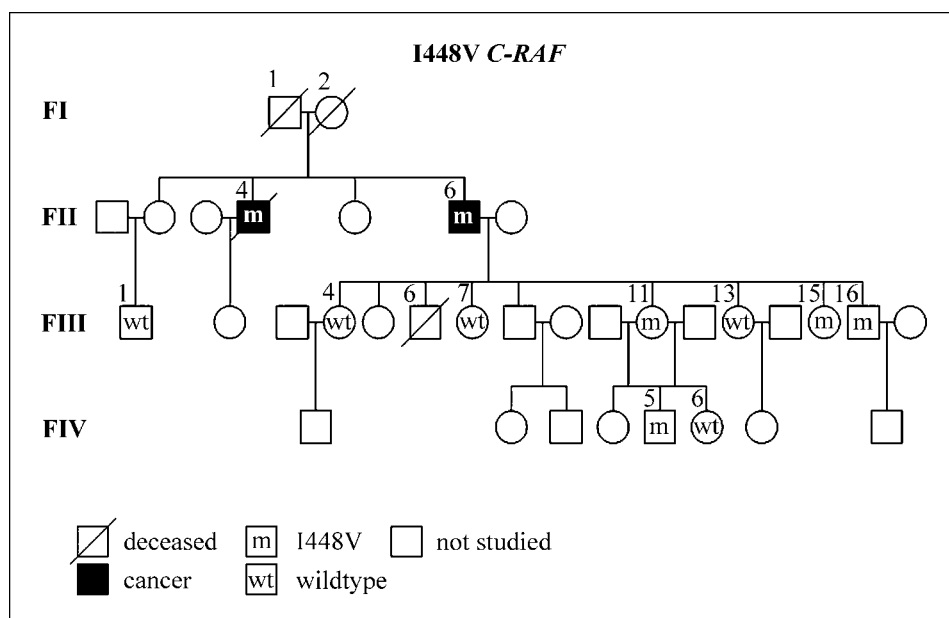 I448V C-RAF
1 2
FI
4 6
FII m m
1 4 6 7 11 13 15 16
FIII wt wt wt m wt m m
5 6
FIV m wt
deceased m I448V not studied
cancer wt wildtype